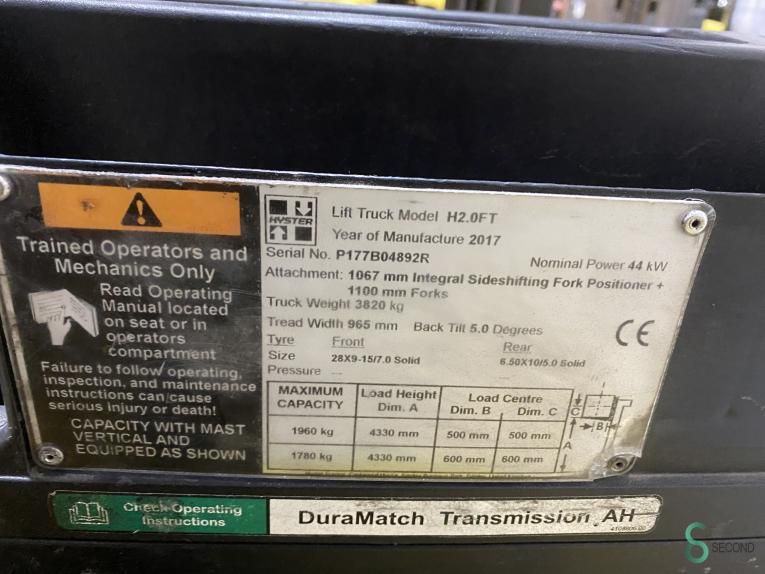 Trained Operators and
Mechanics Only
Read Operating
Manual located
on seat or in
operators
compartment
Failure to follow operating,
inspection, and maintenance
instructions can cause
serious injury or death!
CAPACITY WITH MAST
VERTICAL AND
EQUIPPED AS SHOWN
HYSTER
Lift Truck Model H2.0FT
Year of Manufacture 2017
Serial No. P177B04892R
Nominal Power 44 kW
Attachment: 1067 mm Integral Sideshifting Fork Positioner +
1100 mm Forks
Truck Weight 3820 kg
Tread Width 965 mm Back Tilt 5.0 Degrees
Tyre Front Rear
Size 28X9-15/7.0 Solid 6.50X10/5.0 Solid
Pressure --- ---
CE
MAXIMUM CAPACITY Load Height Dim. A Load Centre Dim. B Dim. C
1960 kg 4330 mm 500 mm 500 mm
1780 kg 4330 mm 600 mm 600 mm
C
B
A
Check Operating
Instructions
DuraMatch Transmission AH
SECOND